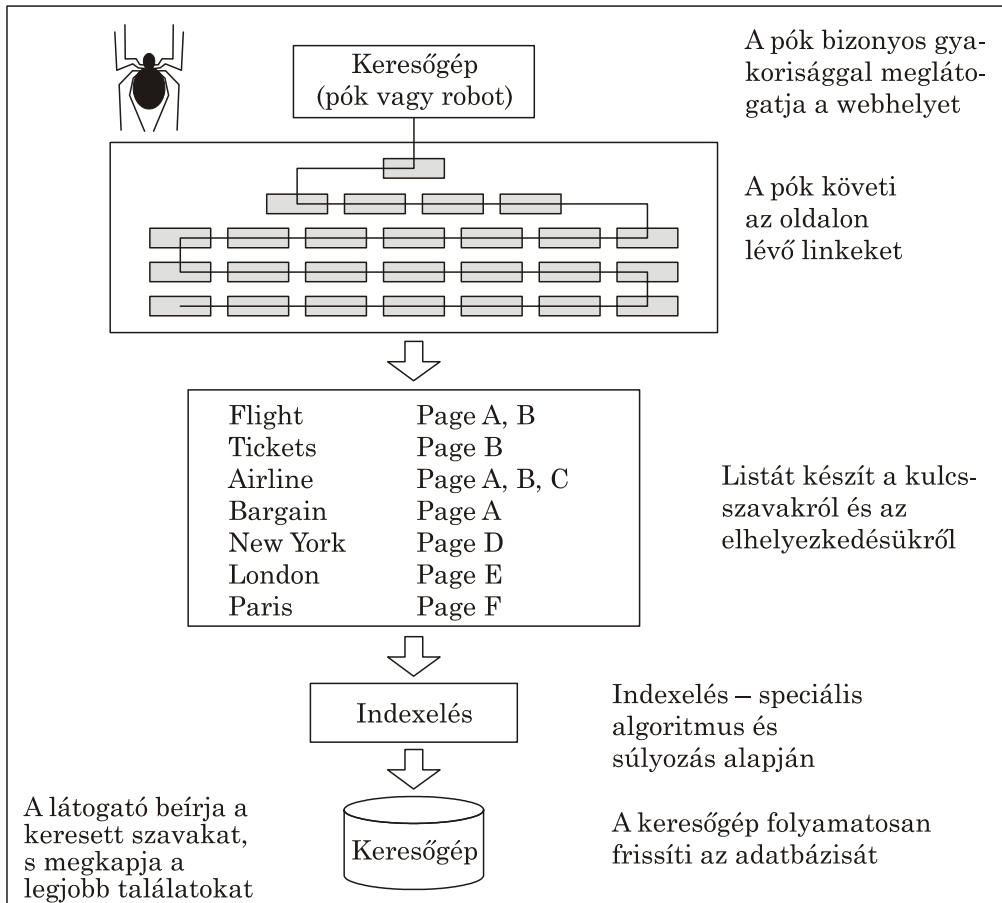 Keresőgép
(pók vagy robot)
A pók bizonyos gya-
korisággal megláto-
gatja a webhelyet
A pók követi
az oldalon
lévő linkeket
Flight Page A, B
Tickets Page B
Airline Page A, B, C
Bargain Page A
New York Page D
London Page E
Paris Page F
Listát készít a kulcs-
szavakról és az
elhelyezkedésükről
Indexelés
Indexelés – speciális
algoritmus és
súlyozás alapján
A látogató beírja a
keresett szavakat,
s megkapja a
legjobb találatokat
Keresőgép
A keresőgép folyamatosan
frissíti az adatbázisát